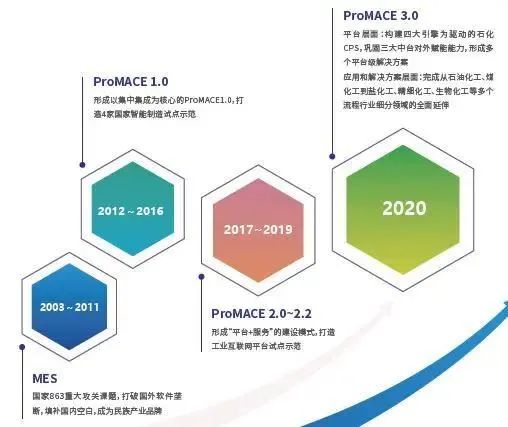 ProMACE 3.0
平台层面：构建四大引擎为驱动的石化
CPS，巩固三大中台对外赋能能力，形成多
个平台级解决方案
应用和解决方案层面：完成从石油化工、煤
化工到盐化工、精细化工、生物化工等多个
流程行业细分领域的全面延伸
ProMACE 1.0
形成以集中集成为核心的ProMACE1.0，打
造4家国家智能制造试点示范
2012～2016
2017～2019
2020
2003～2011
ProMACE 2.0~2.2
形成“平台+服务”的建设模式，打造
工业互联网平台试点示范
MES
国家863重大攻关课题，打破国外软件垄
断，填补国内空白，成为民族产业品牌